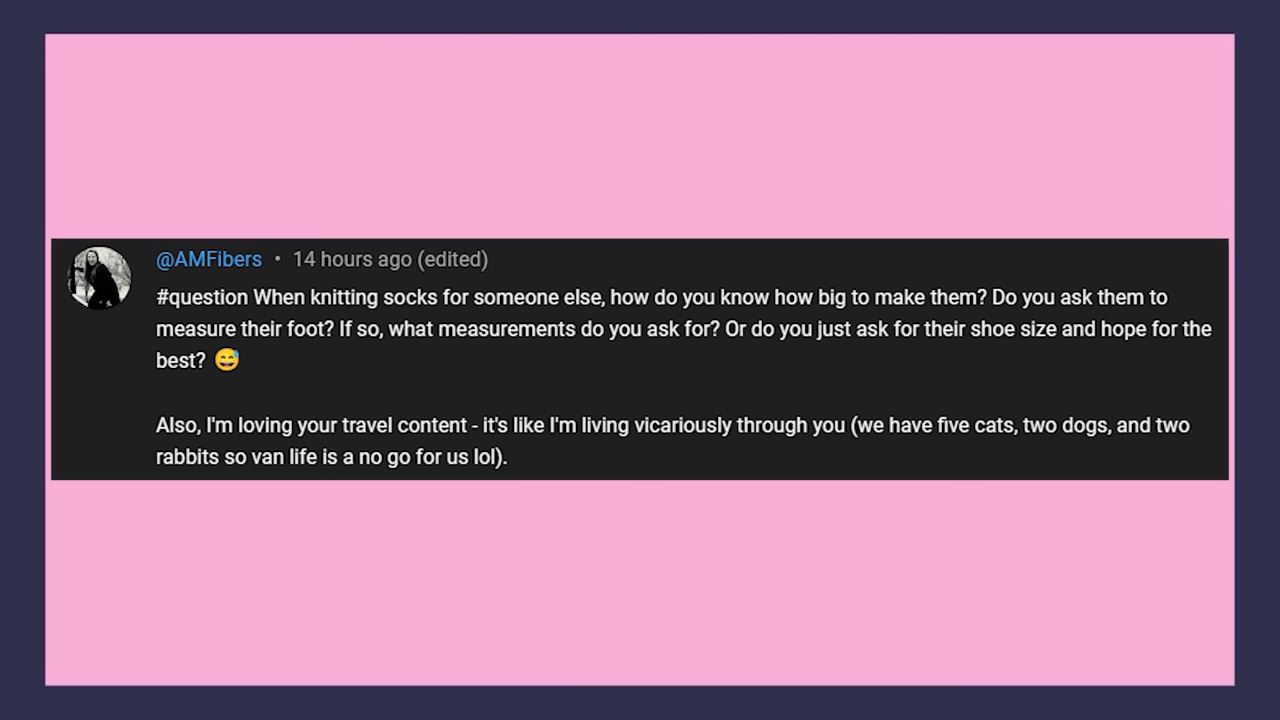 @AMFibers • 14 hours ago (edited)
#question When knitting socks for someone else, how do you know how big to make them? Do you ask them to
measure their foot? If so, what measurements do you ask for? Or do you just ask for their shoe size and hope for the
best? 😅
Also, I'm loving your travel content - it's like I'm living vicariously through you (we have five cats, two dogs, and two
rabbits so van life is a no go for us lol).